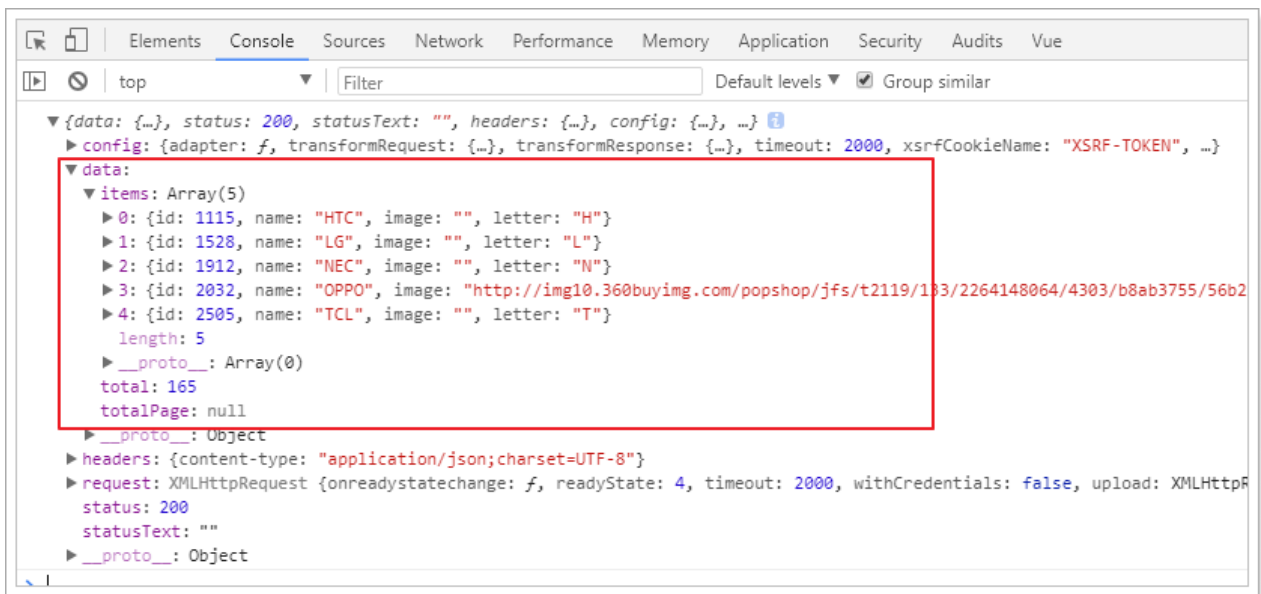 Elements Console Sources Network Performance Memory Application Security Audits Vue
top Filter Default levels Group similar
{data: {…}, status: 200, statusText: "", headers: {…}, config: {…}, …}
config: {adapter: ƒ, transformRequest: {…}, transformResponse: {…}, timeout: 2000, xsrfCookieName: "XSRF-TOKEN", …}
data:
items: Array(5)
0: {id: 1115, name: "HTC", image: "", letter: "H"}
1: {id: 1528, name: "LG", image: "", letter: "L"}
2: {id: 1912, name: "NEC", image: "", letter: "N"}
3: {id: 2032, name: "OPPO", image: "http://img10.360buyimg.com/popshop/jfs/t2119/133/2264148064/4303/b8ab3755/56b2
4: {id: 2505, name: "TCL", image: "", letter: "T"}
length: 5
__proto__: Array(0)
total: 165
totalPage: null
__proto__: Object
headers: {content-type: "application/json;charset=UTF-8"}
request: XMLHttpRequest {onreadystatechange: ƒ, readyState: 4, timeout: 2000, withCredentials: false, upload: XMLHttpR
status: 200
statusText: ""
__proto__: Object